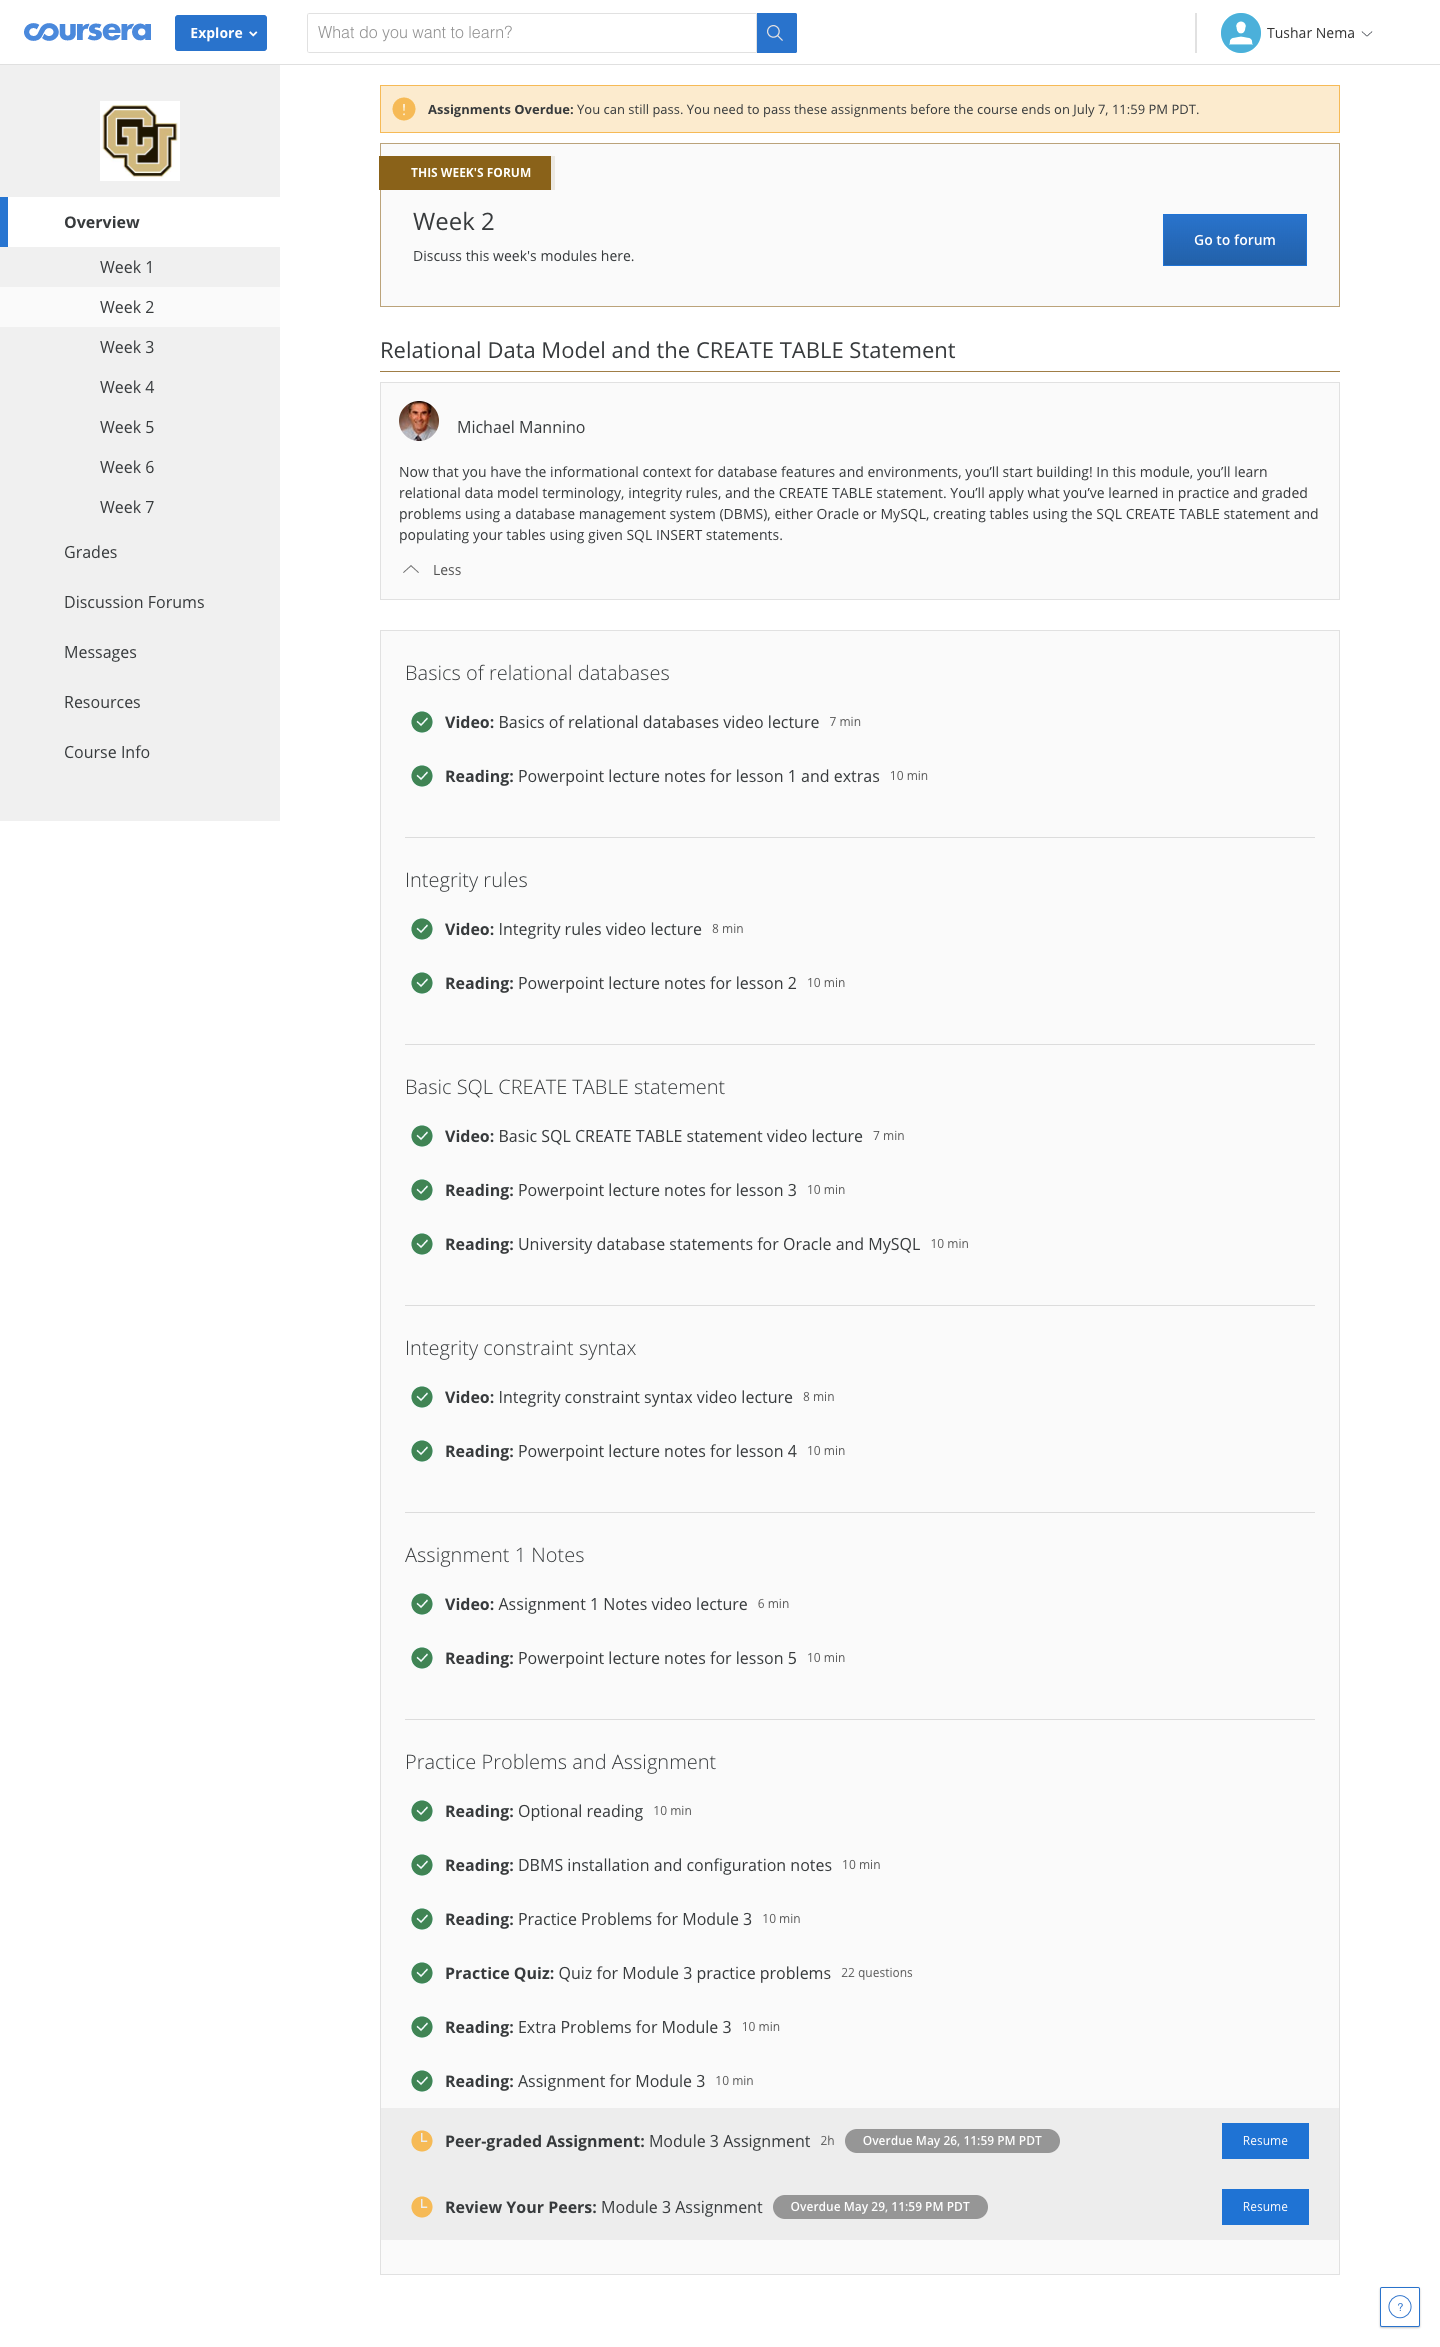 coursera
Explore
What do you want to learn?
Tushar Nema
CU
Overview
Week 1
Week 2
Week 3
Week 4
Week 5
Week 6
Week 7
Grades
Discussion Forums
Messages
Resources
Course Info
Assignments Overdue: You can still pass. You need to pass these assignments before the course ends on July 7, 11:59 PM PDT.
THIS WEEK'S FORUM
Week 2
Discuss this week's modules here.
Go to forum
Relational Data Model and the CREATE TABLE Statement
Michael Mannino
Now that you have the informational context for database features and environments, you’ll start building! In this module, you’ll learn
relational data model terminology, integrity rules, and the CREATE TABLE statement. You’ll apply what you’ve learned in practice and graded
problems using a database management system (DBMS), either Oracle or MySQL, creating tables using the SQL CREATE TABLE statement and
populating your tables using given SQL INSERT statements.
Less
Basics of relational databases
Video: Basics of relational databases video lecture 7 min
Reading: Powerpoint lecture notes for lesson 1 and extras 10 min
Integrity rules
Video: Integrity rules video lecture 8 min
Reading: Powerpoint lecture notes for lesson 2 10 min
Basic SQL CREATE TABLE statement
Video: Basic SQL CREATE TABLE statement video lecture 7 min
Reading: Powerpoint lecture notes for lesson 3 10 min
Reading: University database statements for Oracle and MySQL 10 min
Integrity constraint syntax
Video: Integrity constraint syntax video lecture 8 min
Reading: Powerpoint lecture notes for lesson 4 10 min
Assignment 1 Notes
Video: Assignment 1 Notes video lecture 6 min
Reading: Powerpoint lecture notes for lesson 5 10 min
Practice Problems and Assignment
Reading: Optional reading 10 min
Reading: DBMS installation and configuration notes 10 min
Reading: Practice Problems for Module 3 10 min
Practice Quiz: Quiz for Module 3 practice problems 22 questions
Reading: Extra Problems for Module 3 10 min
Reading: Assignment for Module 3 10 min
Peer-graded Assignment: Module 3 Assignment 2h Overdue May 26, 11:59 PM PDT Resume
Review Your Peers: Module 3 Assignment Overdue May 29, 11:59 PM PDT Resume
?